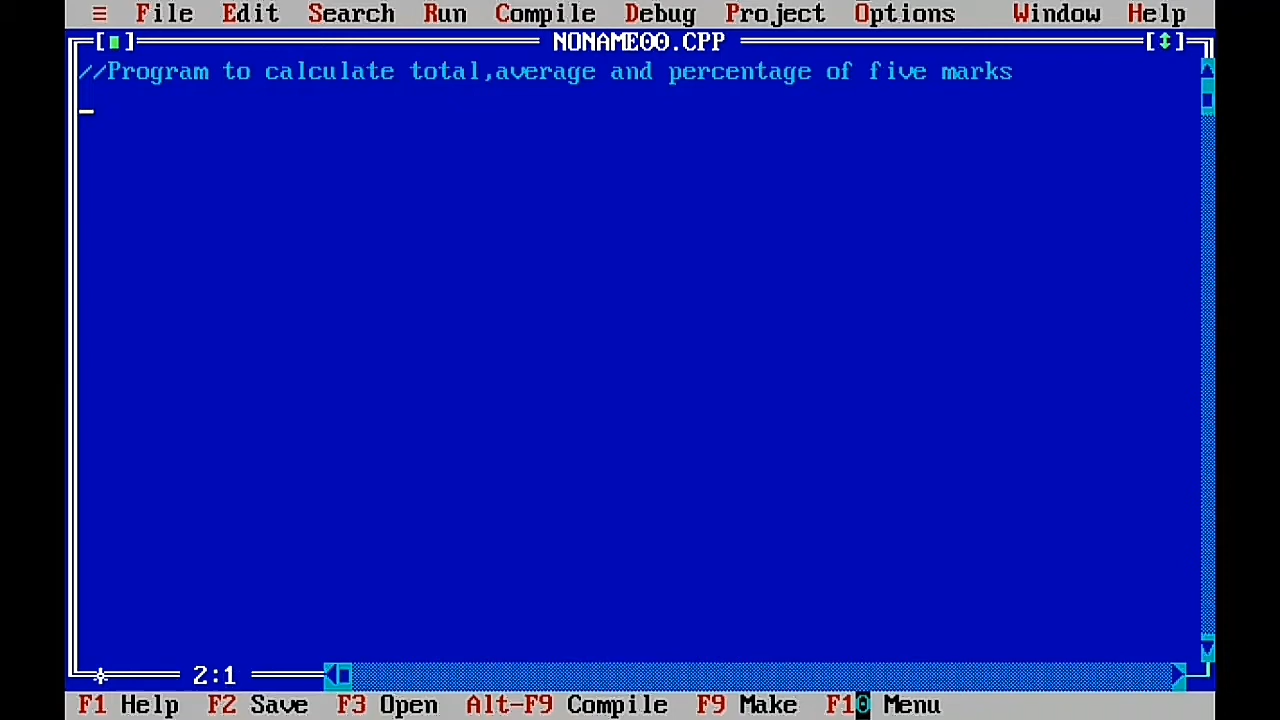 ≡ File Edit Search Run Compile Debug Project Options Window Help
NONAME00.CPP
//Program to calculate total,average and percentage of five marks
2:1
F1 Help F2 Save F3 Open Alt-F9 Compile F9 Make F10 Menu